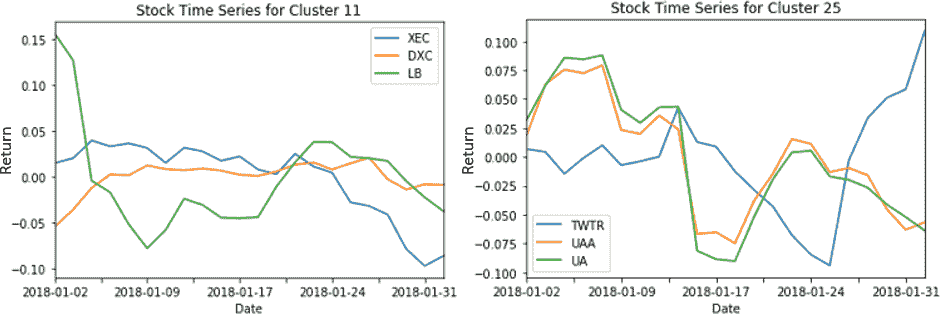 Stock Time Series for Cluster 11
0.15
0.10
0.05
0.00
−0.05
−0.10
Return
XEC
DXC
LB
2018-01-02 2018-01-09 2018-01-17 2018-01-24 2018-01-31
Date
Stock Time Series for Cluster 25
0.100
0.075
0.050
0.025
0.000
−0.025
−0.050
−0.075
−0.100
Return
TWTR
UAA
UA
2018-01-02 2018-01-09 2018-01-17 2018-01-24 2018-01-31
Date